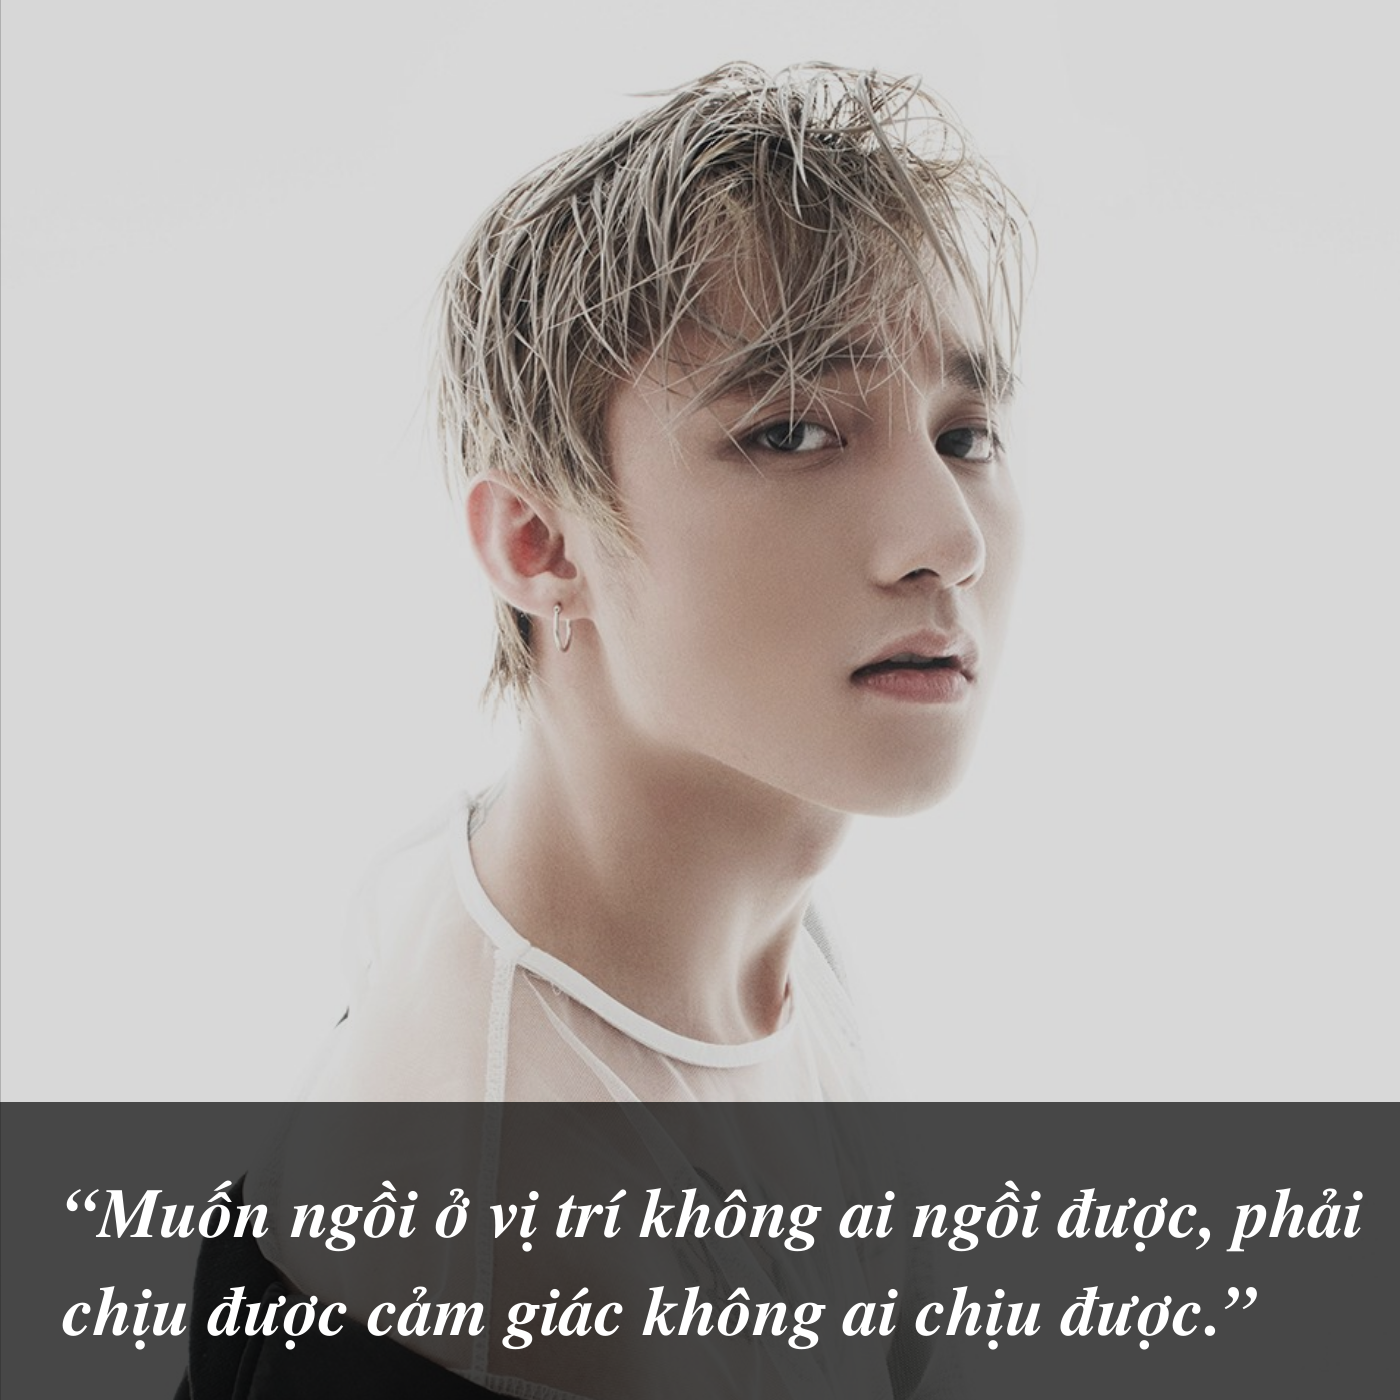 “Muốn ngồi ở vị trí không ai ngồi được, phải
chịu được cảm giác không ai chịu được.”